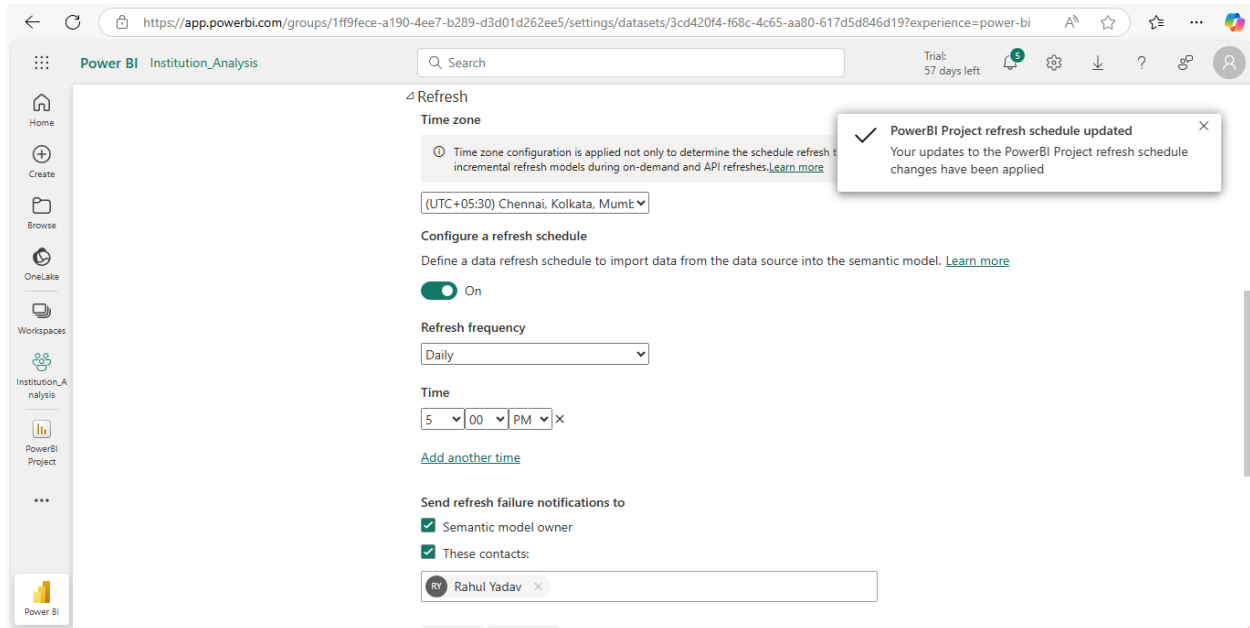 https://app.powerbi.com/groups/1ff9fece-a190-4ee7-b289-d3d01d262ee5/settings/datasets/3cd420f4-f68c-4c65-aa80-617d5d846d19?experience=power-bi
Power BI Institution_Analysis
Search
Trial:
57 days left
5
Home
Create
Browse
OneLake
Workspaces
Institution_A
nalysis
PowerBI
Project
Power BI
Refresh
Time zone
Time zone configuration is applied not only to determine the schedule refresh t
incremental refresh models during on-demand and API refreshes.Learn more
(UTC+05:30) Chennai, Kolkata, Mumb
PowerBI Project refresh schedule updated
Your updates to the PowerBI Project refresh schedule
changes have been applied
Configure a refresh schedule
Define a data refresh schedule to import data from the data source into the semantic model. Learn more
On
Refresh frequency
Daily
Time
5 00 PM
Add another time
Send refresh failure notifications to
Semantic model owner
These contacts:
RY Rahul Yadav